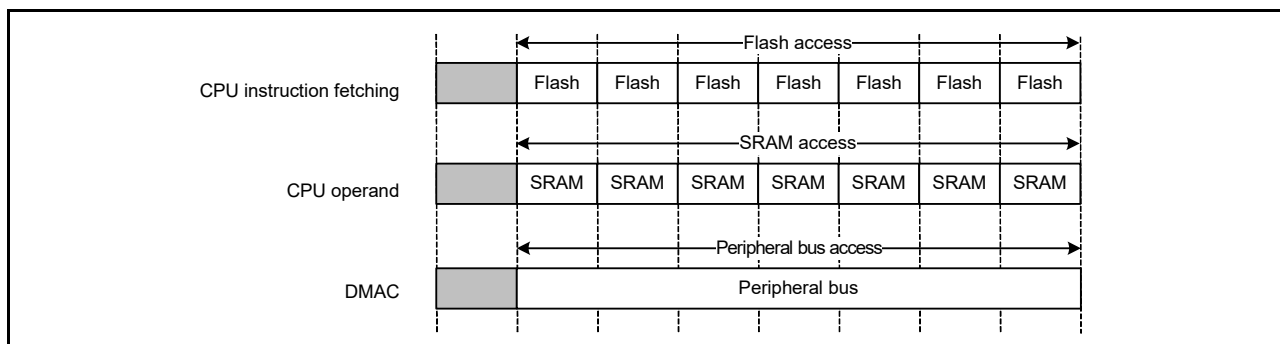 Flash access
CPU instruction fetching Flash Flash Flash Flash Flash Flash Flash
SRAM access
CPU operand SRAM SRAM SRAM SRAM SRAM SRAM SRAM
Peripheral bus access
DMAC Peripheral bus